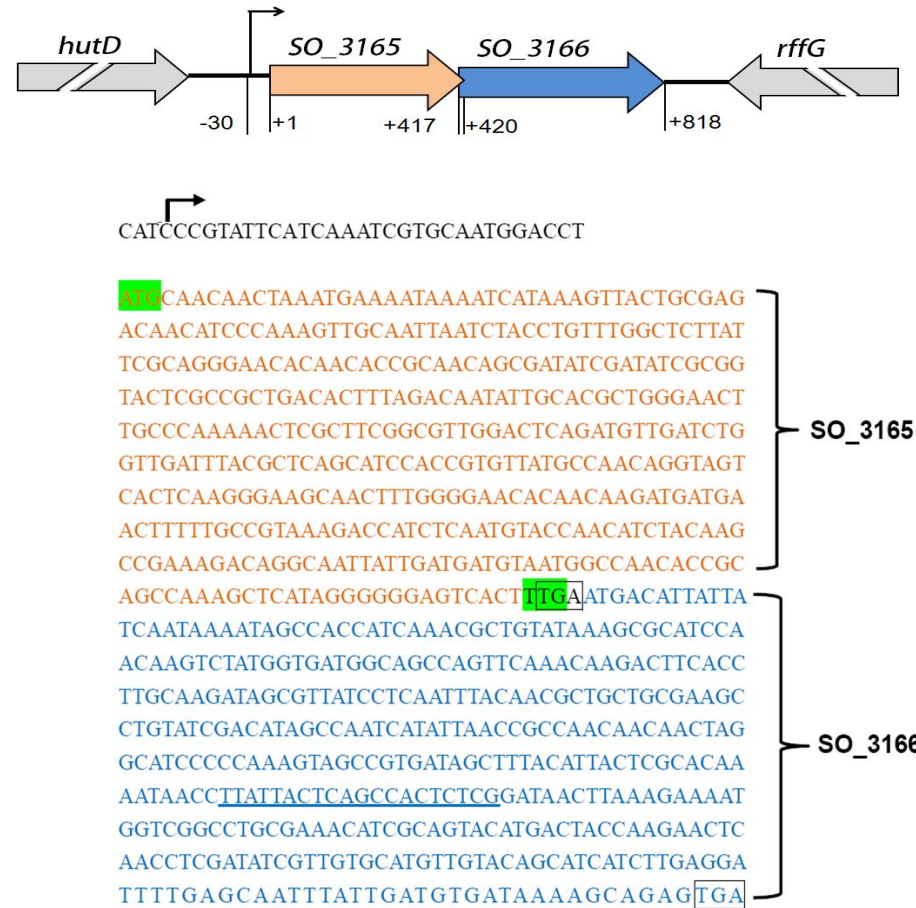 hutD SO_3165 SO_3166 rffG
-30 +1 +417 +420 +818
CATCCCGTATTCATCAAATCGTGCAATGGACCT
ATGCAACAACTAAATGAAAATAAAATCATAAAGTTACTGCGAG
ACAACATCCCAAAGTTGCAATTAATCTACCTGTTTGGCTCTTAT
TCGCAGGGAACACAACACCGCAACAGCGATATCGATATCGCGG
TACTCGCCGCTGACACTTTAGACAATATTGCACGCTGGGAACT
TGCCCAAAAACTCGCTTCGGCGTTGGACTCAGATGTTGATCTG
GTTGATTTACGCTCAGCATCCACCGTGTTATGCCAACAGGTAGT
CACTCAAGGGAAGCAACTTTGGGGAACACAACAAGATGATGA
ACTTTTTGCCGTAAAGACCATCTCAATGTACCAACATCTACAAG
CCGAAAGACAGGCAATTATTGATGATGTAATGGCCAACACCGC
AGCCAAAGCTCATAGGGGGGAGTCACTTTGAATGACATTATTA
TCAATAAAATAGCCACCATCAAACGCTGTATAAAGCGCATCCA
ACAAGTCTATGGTGATGGCAGCCAGTTCAAACAAGACTTCACC
TTGCAAGATAGCGTTATCCTCAATTTACAACGCTGCTGCGAAGC
CTGTATCGACATAGCCAATCATATTAACCGCCAACAACAACTAG
GCATCCCCCAAAGTAGCCGTGATAGCTTTACATTACTCGCACAA
AATAACCTTATTACTCAGCCACTCTCGGATAACTTAAAGAAAAT
GGTCGGCCTGCGAAACATCGCAGTACATGACTACCAAGAACTC
AACCTCGATATCGTTGTGCATGTTGTACAGCATCATCTTGAGGA
TTTTGAGCAATTTATTGATGTGATAAAAGCAGAGTGA
SO_3165
SO_3166